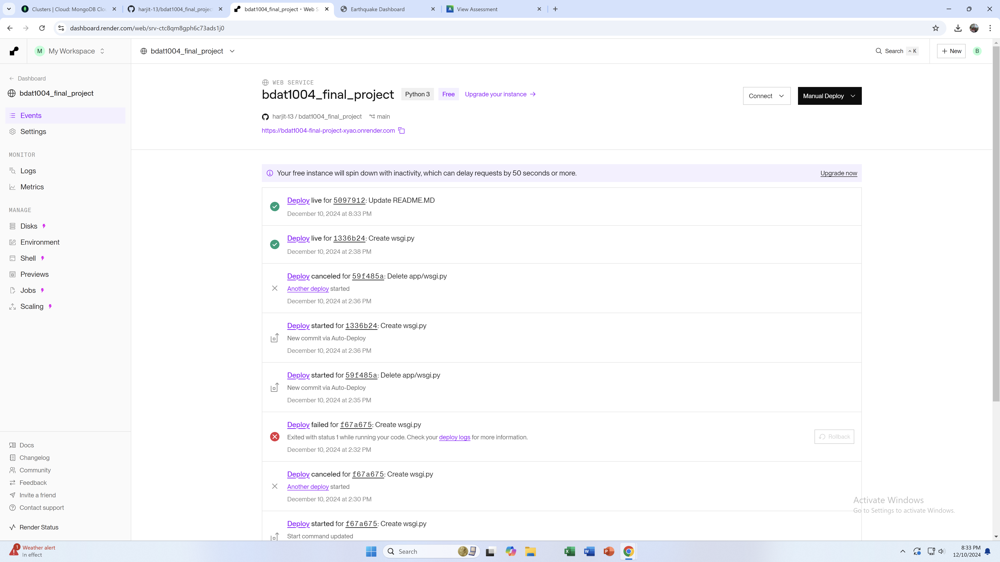 Clusters | Cloud: MongoDB Clou
harjit-13/bdat1004_final_project
bdat1004_final_project · Web S
Earthquake Dashboard
View Assessment
dashboard.render.com/web/srv-ctc8qm8gph6c73ads1j0
M My Workspace
bdat1004_final_project
Search ^ K
+ New
B
Dashboard
bdat1004_final_project
Events
Settings
MONITOR
Logs
Metrics
MANAGE
Disks
Environment
Shell
Previews
Jobs
Scaling
Docs
Changelog
Community
Feedback
Invite a friend
Contact support
Render Status
WEB SERVICE
bdat1004_final_project Python 3 Free Upgrade your instance →
Connect
Manual Deploy
harjit-13 / bdat1004_final_project main
https://bdat1004-final-project-xyao.onrender.com
Your free instance will spin down with inactivity, which can delay requests by 50 seconds or more.
Upgrade now
Deploy live for 5097912: Update README.MD
December 10, 2024 at 8:33 PM
Deploy live for 1336b24: Create wsgi.py
December 10, 2024 at 2:38 PM
Deploy canceled for 59f485a: Delete app/wsgi.py
Another deploy started
December 10, 2024 at 2:36 PM
Deploy started for 1336b24: Create wsgi.py
New commit via Auto-Deploy
December 10, 2024 at 2:36 PM
Deploy started for 59f485a: Delete app/wsgi.py
New commit via Auto-Deploy
December 10, 2024 at 2:35 PM
Deploy failed for f67a675: Create wsgi.py
Exited with status 1 while running your code. Check your deploy logs for more information.
December 10, 2024 at 2:32 PM
Rollback
Deploy canceled for f67a675: Create wsgi.py
Another deploy started
December 10, 2024 at 2:30 PM
Deploy started for f67a675: Create wsgi.py
Start command updated
Activate Windows
Go to Settings to activate Windows.
1
Weather alert
In effect
Search
8:33 PM
12/10/2024